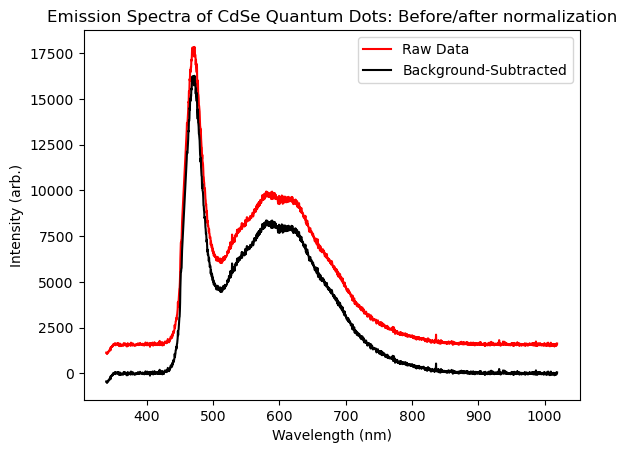 Emission Spectra of CdSe Quantum Dots: Before/after normalization
Raw Data
Background-Subtracted
17500
15000
12500
10000
7500
5000
2500
0
Intensity (arb.)
400 500 600 700 800 900 1000
Wavelength (nm)